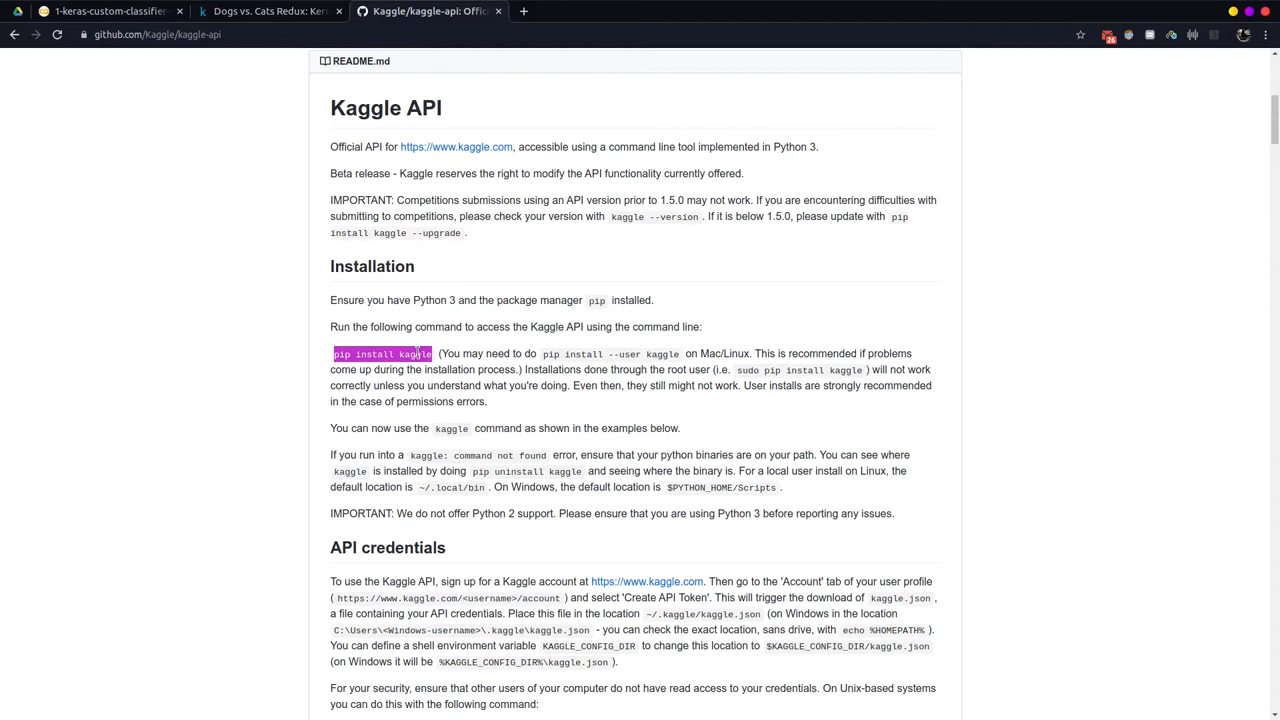 1-keras-custom-classifier-
Dogs vs. Cats Redux: Ker
Kaggle/kaggle-api: Offic
github.com/Kaggle/kaggle-api
26
README.md
Kaggle API
Official API for https://www.kaggle.com, accessible using a command line tool implemented in Python 3.
Beta release - Kaggle reserves the right to modify the API functionality currently offered.
IMPORTANT: Competitions submissions using an API version prior to 1.5.0 may not work. If you are encountering difficulties with
submitting to competitions, please check your version with kaggle --version. If it is below 1.5.0, please update with pip
install kaggle --upgrade.
Installation
Ensure you have Python 3 and the package manager pip installed.
Run the following command to access the Kaggle API using the command line:
pip install kaggle (You may need to do pip install --user kaggle on Mac/Linux. This is recommended if problems
come up during the installation process.) Installations done through the root user (i.e. sudo pip install kaggle) will not work
correctly unless you understand what you're doing. Even then, they still might not work. User installs are strongly recommended
in the case of permissions errors.
You can now use the kaggle command as shown in the examples below.
If you run into a kaggle: command not found error, ensure that your python binaries are on your path. You can see where
kaggle is installed by doing pip uninstall kaggle and seeing where the binary is. For a local user install on Linux, the
default location is ~/.local/bin. On Windows, the default location is $PYTHON_HOME/Scripts.
IMPORTANT: We do not offer Python 2 support. Please ensure that you are using Python 3 before reporting any issues.
API credentials
To use the Kaggle API, sign up for a Kaggle account at https://www.kaggle.com. Then go to the 'Account' tab of your user profile
(https://www.kaggle.com/<username>/account) and select 'Create API Token'. This will trigger the download of kaggle.json,
a file containing your API credentials. Place this file in the location ~/.kaggle/kaggle.json (on Windows in the location
C:\Users\<Windows-username>\.kaggle\kaggle.json - you can check the exact location, sans drive, with echo %HOMEPATH%).
You can define a shell environment variable KAGGLE_CONFIG_DIR to change this location to $KAGGLE_CONFIG_DIR/kaggle.json
(on Windows it will be %KAGGLE_CONFIG_DIR%\kaggle.json).
For your security, ensure that other users of your computer do not have read access to your credentials. On Unix-based systems
you can do this with the following command: